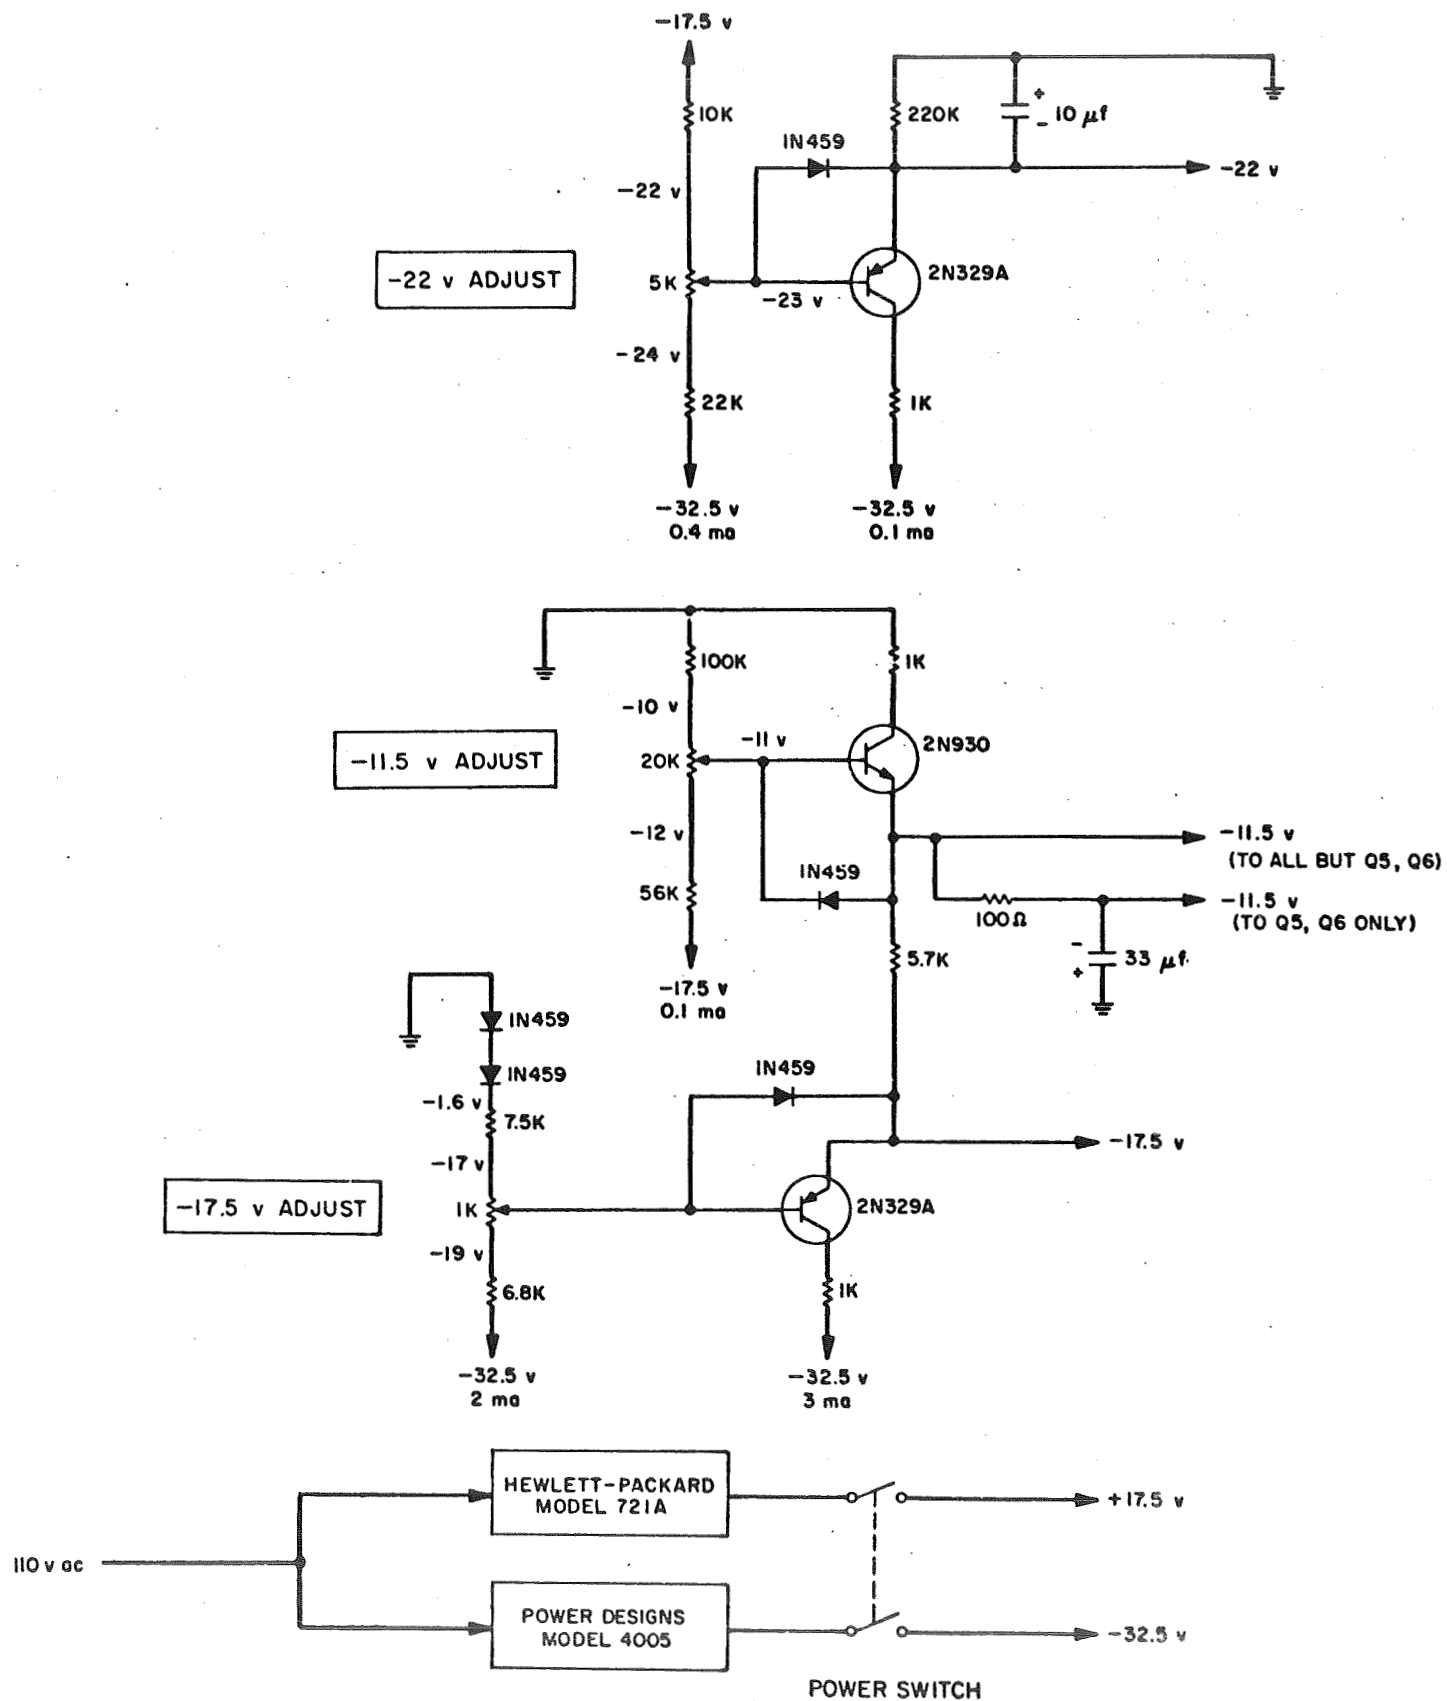 -17.5 v
10K
220K
+
- 10 μf
1N459
-22 v
-22 v
-22 v ADJUST
5K
-23 v
2N329A
-24 v
22K
1K
-32.5 v
0.4 ma
-32.5 v
0.1 ma
100K
1K
-10 v
-11 v
2N930
-11.5 v ADJUST
20K
-12 v
-11.5 v
(TO ALL BUT Q5, Q6)
1N459
56K
100Ω
-11.5 v
(TO Q5, Q6 ONLY)
5.7K
-
+
33 μf
-17.5 v
0.1 ma
1N459
1N459
1N459
-1.6 v
7.5K
-17.5 v
-17 v
-17.5 v ADJUST
1K
2N329A
-19 v
6.8K
1K
-32.5 v
2 ma
-32.5 v
3 ma
HEWLETT-PACKARD
MODEL 721A
+17.5 v
110 v ac
POWER DESIGNS
MODEL 4005
-32.5 v
POWER SWITCH